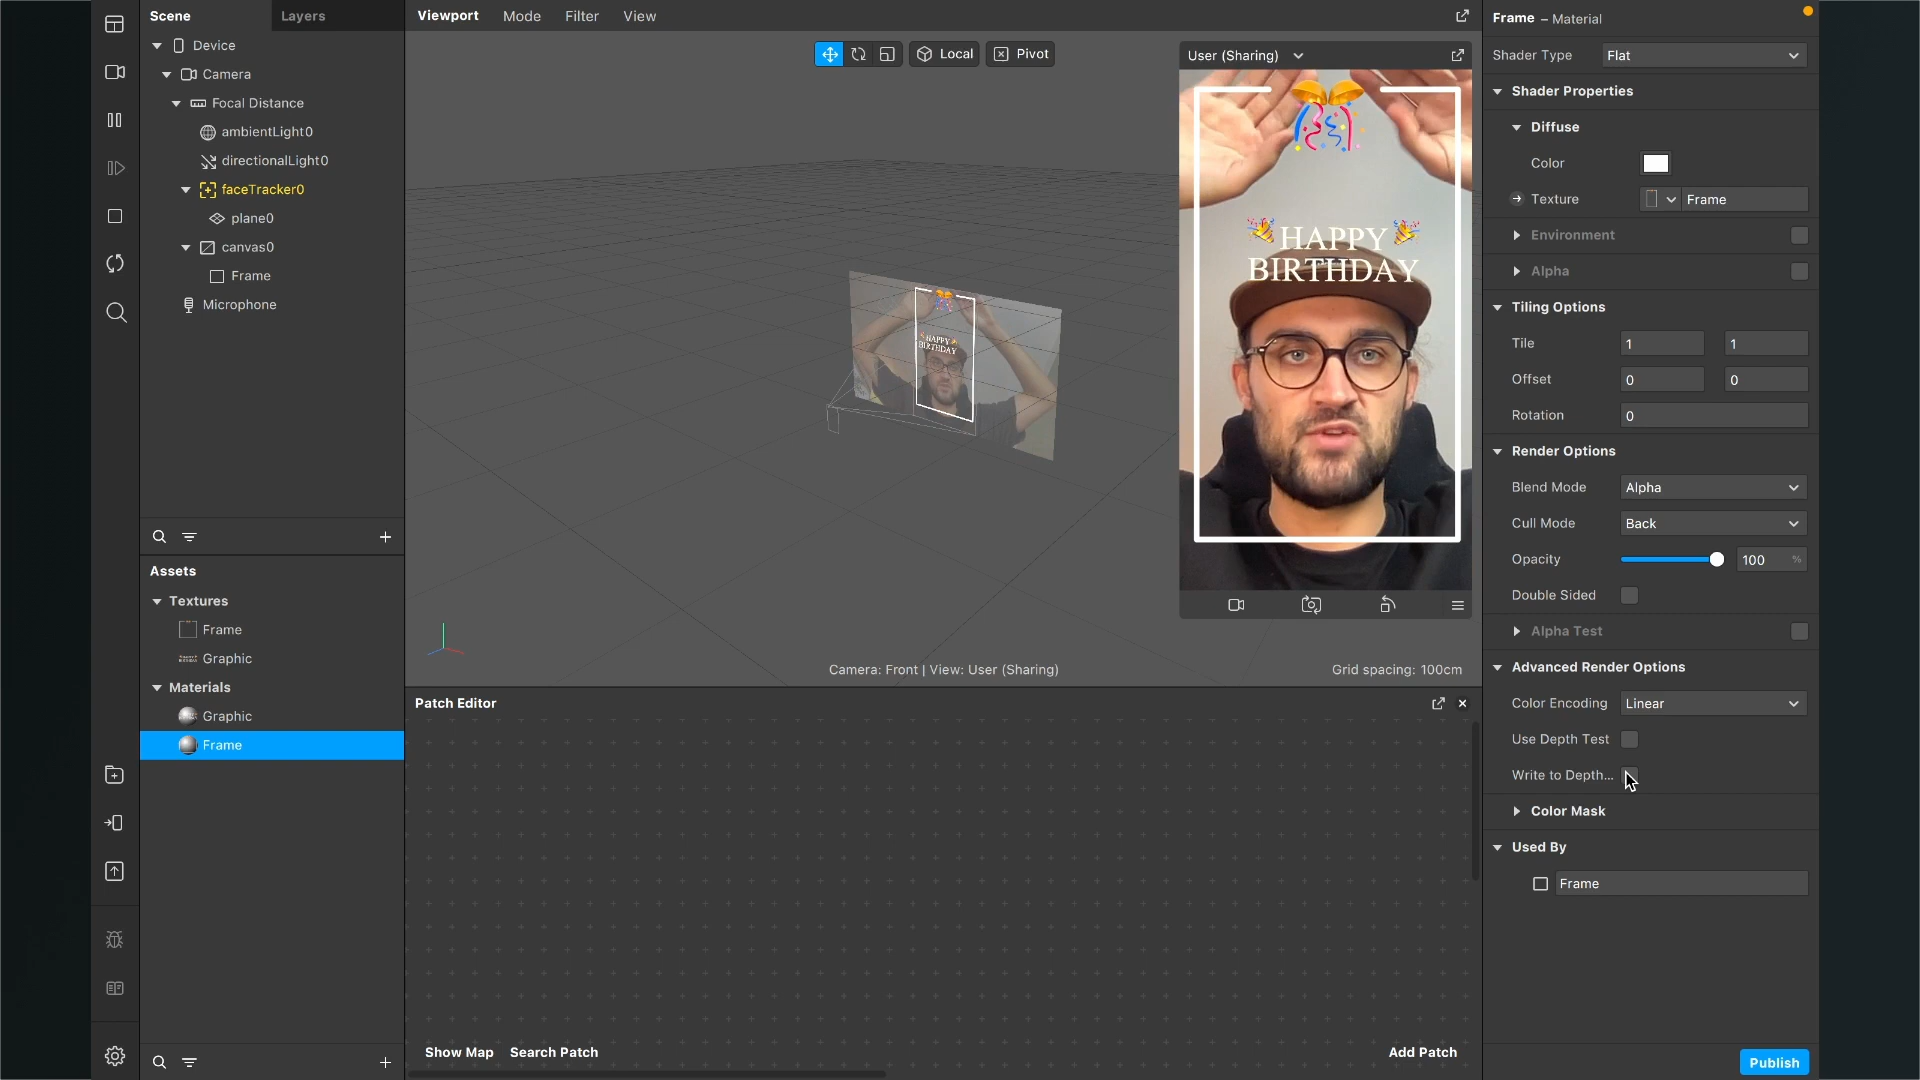 Scene
Layers
Device
Camera
Focal Distance
ambientLight0
directionalLight0
faceTracker0
plane0
canvas0
Frame
Microphone
Assets
Textures
Frame
Graphic
Materials
Graphic
Frame
Viewport
Mode
Filter
View
Local
Pivot
User (Sharing)
HAPPY
BIRTHDAY
HAPPY
BIRTHDAY
Camera: Front | View: User (Sharing)
Grid spacing: 100cm
Patch Editor
Show Map
Search Patch
Add Patch
Frame – Material
Shader Type Flat
Shader Properties
Diffuse
Color
Texture Frame
Environment
Alpha
Tiling Options
Tile 1 1
Offset 0 0
Rotation 0
Render Options
Blend Mode Alpha
Cull Mode Back
Opacity 100 %
Double Sided
Alpha Test
Advanced Render Options
Color Encoding Linear
Use Depth Test
Write to Depth...
Color Mask
Used By
Frame
Publish